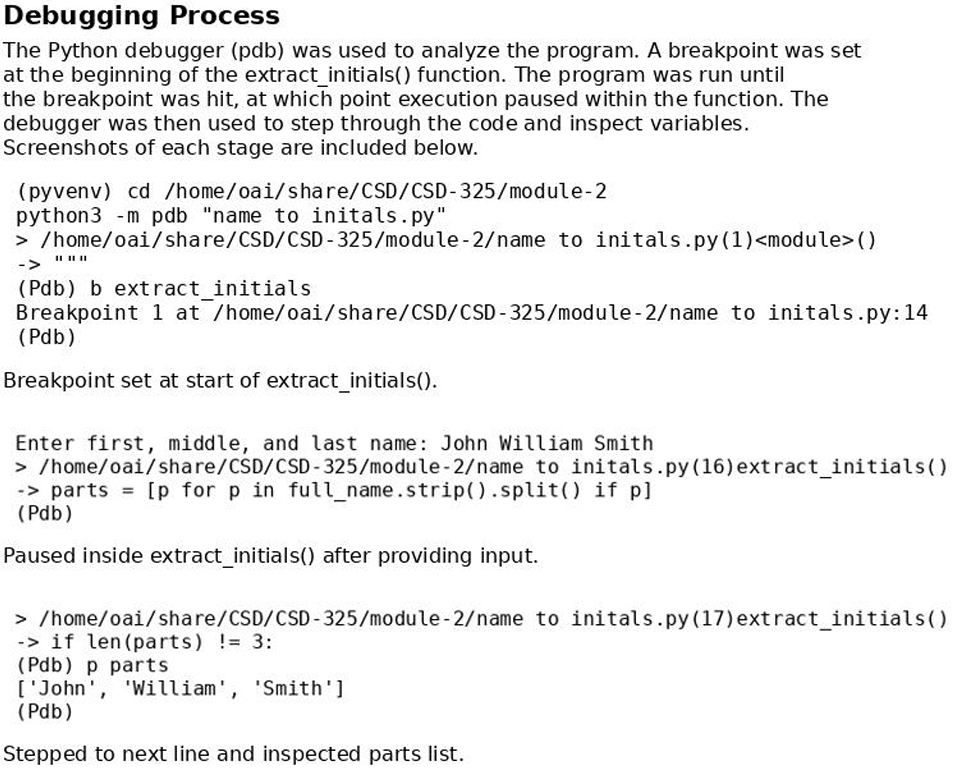 Debugging Process
The Python debugger (pdb) was used to analyze the program. A breakpoint was set
at the beginning of the extract_initials() function. The program was run until
the breakpoint was hit, at which point execution paused within the function. The
debugger was then used to step through the code and inspect variables.
Screenshots of each stage are included below.
(pyvenv) cd /home/oai/share/CSD/CSD-325/module-2
python3 -m pdb "name to initals.py"
> /home/oai/share/CSD/CSD-325/module-2/name to initals.py(1)<module>()
-> """
(Pdb) b extract_initials
Breakpoint 1 at /home/oai/share/CSD/CSD-325/module-2/name to initals.py:14
(Pdb)
Breakpoint set at start of extract_initials().
Enter first, middle, and last name: John William Smith
> /home/oai/share/CSD/CSD-325/module-2/name to initals.py(16)extract_initials()
-> parts = [p for p in full_name.strip().split() if p]
(Pdb)
Paused inside extract_initials() after providing input.
> /home/oai/share/CSD/CSD-325/module-2/name to initals.py(17)extract_initials()
-> if len(parts) != 3:
(Pdb) p parts
['John', 'William', 'Smith']
(Pdb)
Stepped to next line and inspected parts list.